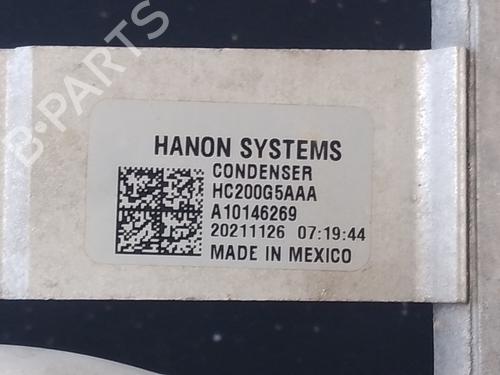 B-PARTS
HANON SYSTEMS
CONDENSER
HC200G5AAA
A10146269
20211126 07:19:44
MADE IN MEXICO